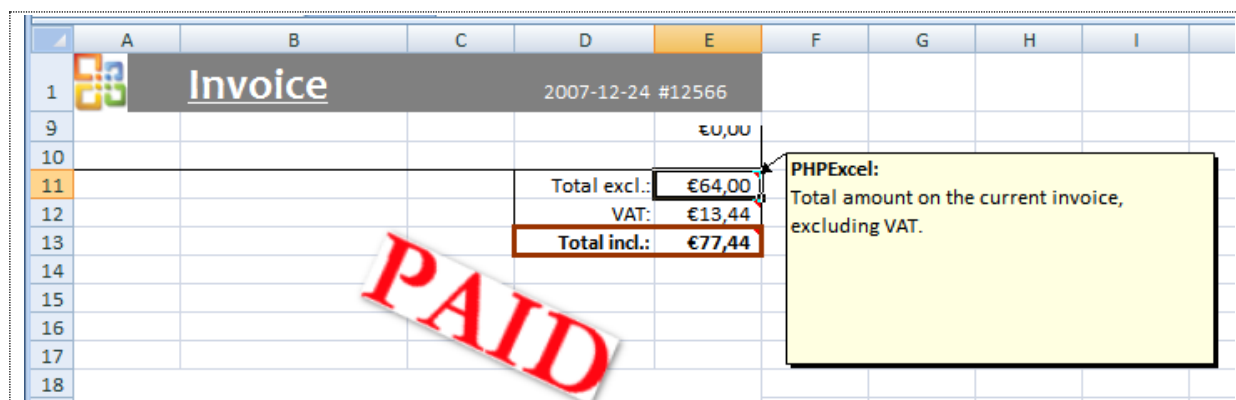 A B C D E F G H I
1 Invoice 2007-12-24 #12566
9 €0,00
10
11 Total excl.: €64,00
12 VAT: €13,44
13 Total incl.: €77,44
14
15
16
17
18
PHPExcel:
Total amount on the current invoice,
excluding VAT.
PAID